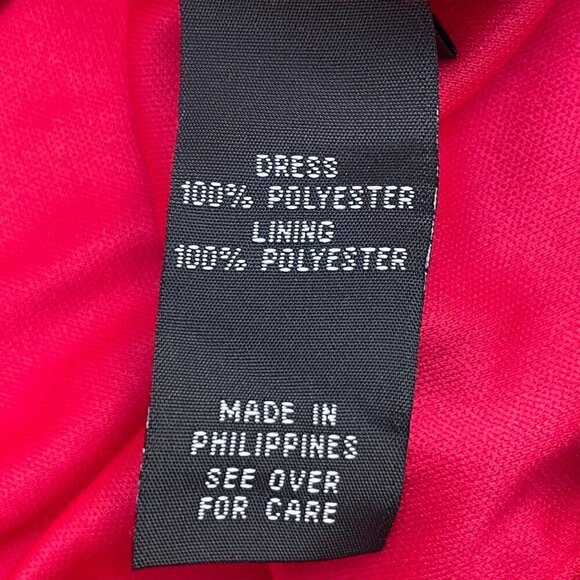 DRESS
100% POLYESTER
LINING
100% POLYESTER
MADE IN
PHILIPPINES
SEE OVER
FOR CARE